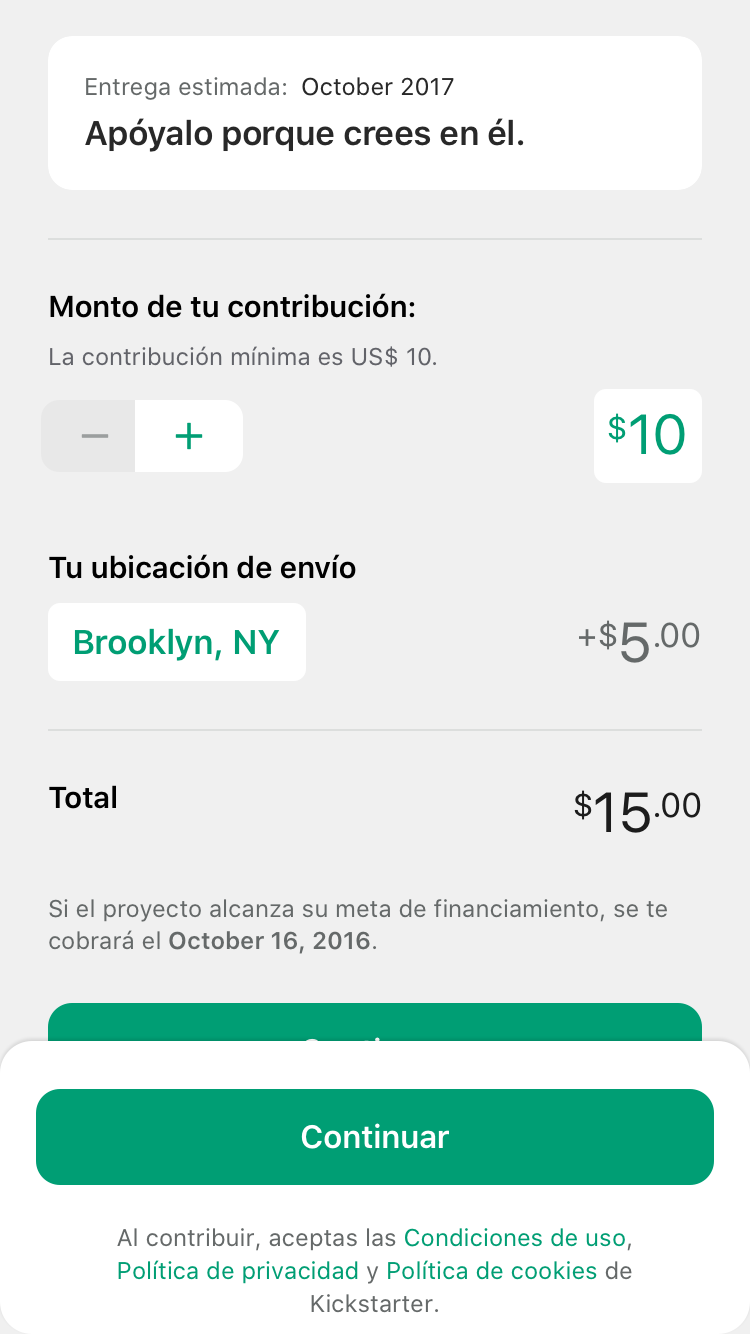 Entrega estimada: October 2017
Apóyalo porque crees en él.
Monto de tu contribución:
La contribución mínima es US$ 10.
$10
Tu ubicación de envío
Brooklyn, NY
+$5.00
Total
$15.00
Si el proyecto alcanza su meta de financiamiento, se te
cobrará el October 16, 2016.
Continuar
Al contribuir, aceptas las Condiciones de uso,
Política de privacidad y Política de cookies de
Kickstarter.